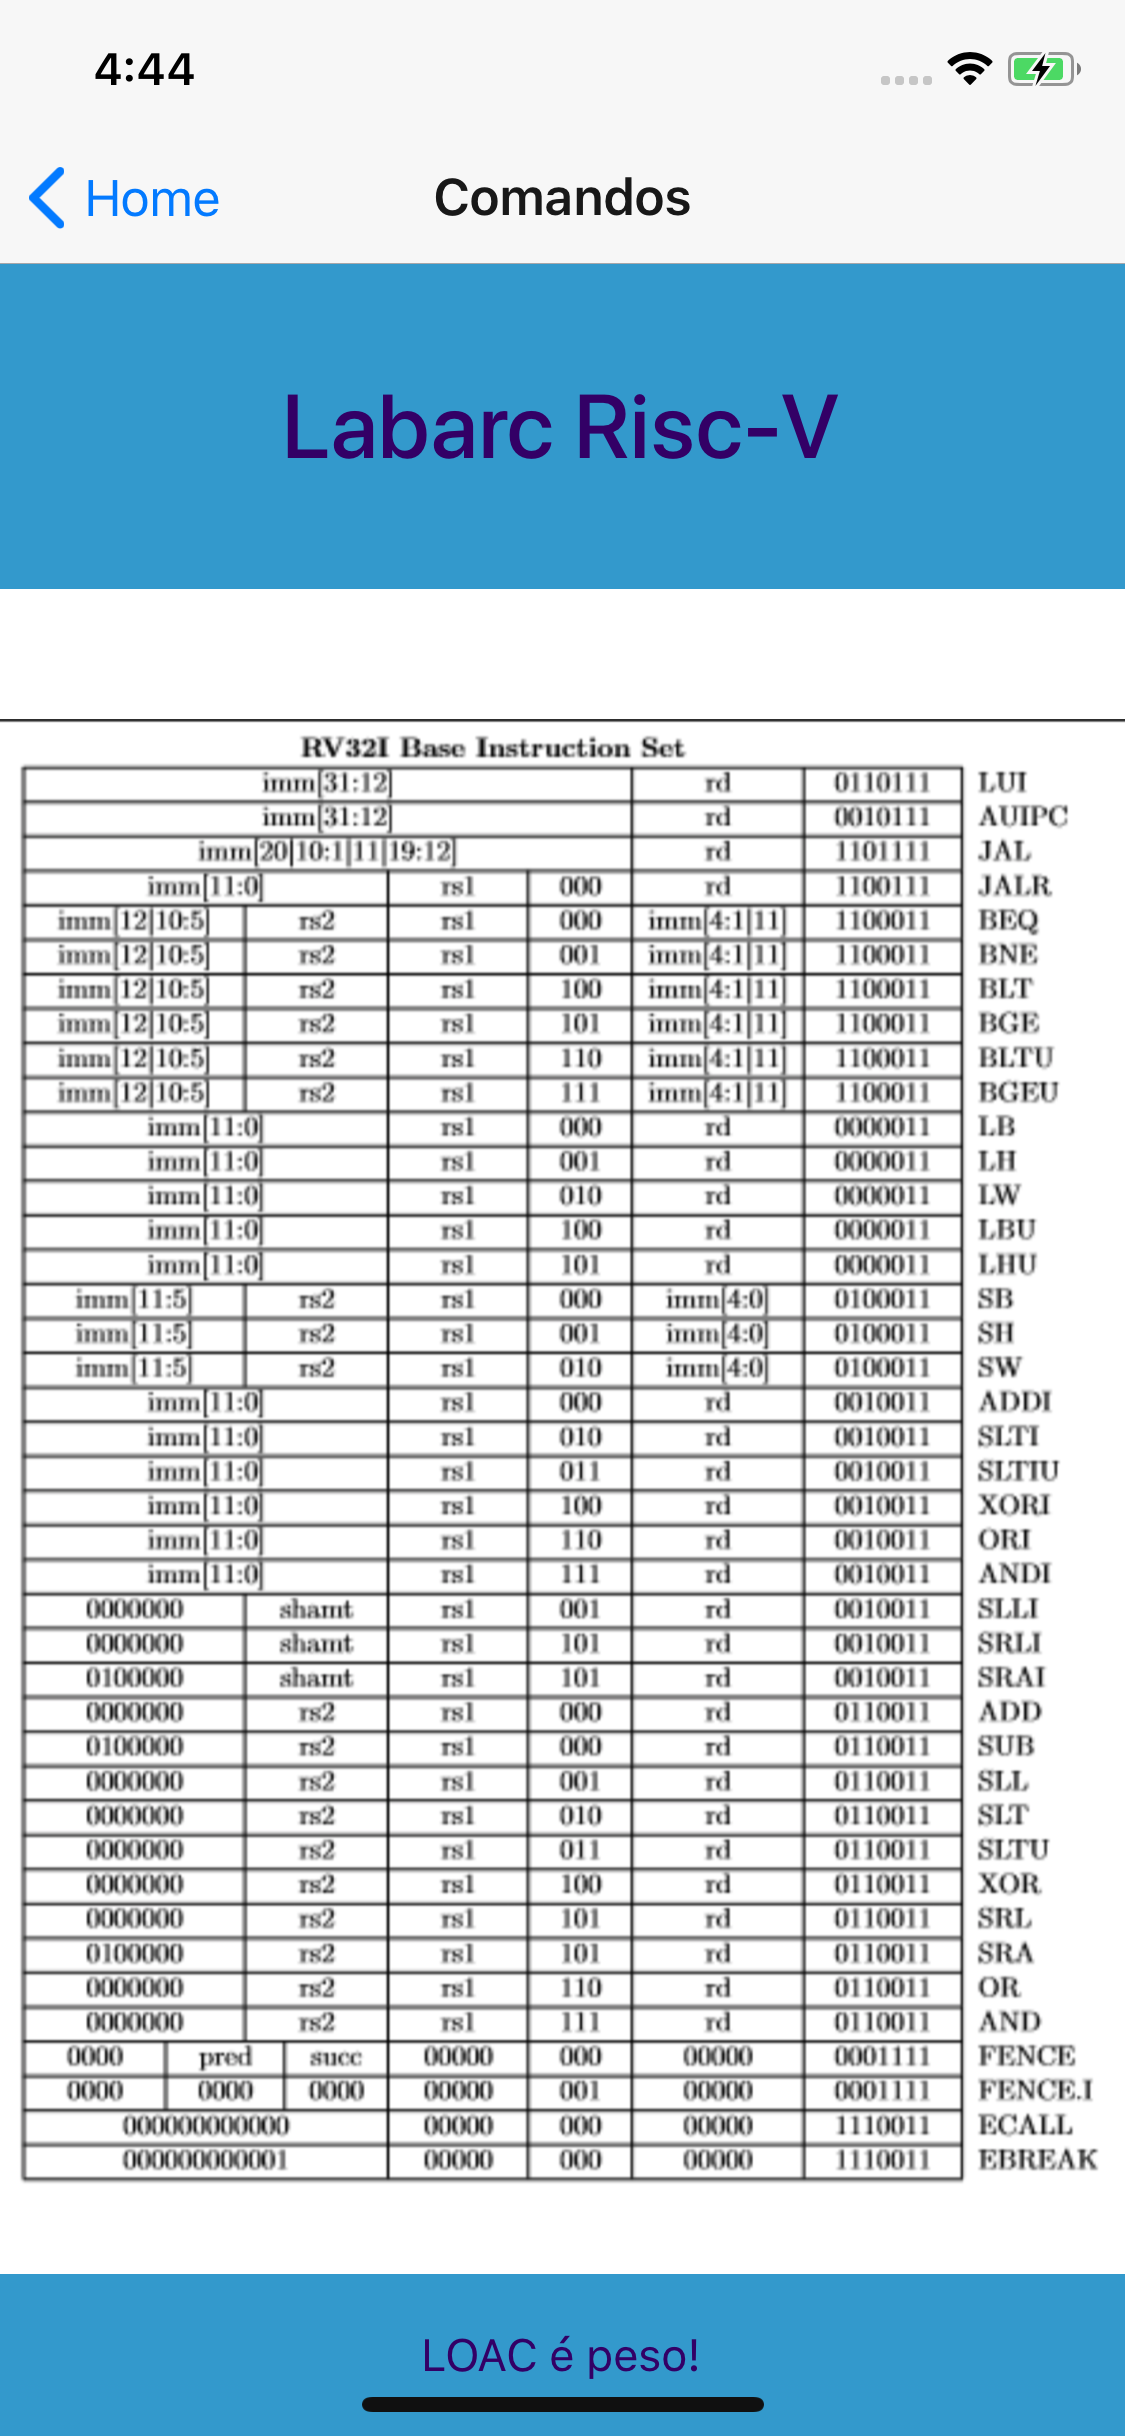 4:44
Home Comandos
Labarc Risc-V
RV32I Base Instruction Set
imm[31:12] rd 0110111 LUI
imm[31:12] rd 0010111 AUIPC
imm[20|10:1|11|19:12] rd 1101111 JAL
imm[11:0] rs1 000 rd 1100111 JALR
imm[12|10:5] rs2 rs1 000 imm[4:1|11] 1100011 BEQ
imm[12|10:5] rs2 rs1 001 imm[4:1|11] 1100011 BNE
imm[12|10:5] rs2 rs1 100 imm[4:1|11] 1100011 BLT
imm[12|10:5] rs2 rs1 101 imm[4:1|11] 1100011 BGE
imm[12|10:5] rs2 rs1 110 imm[4:1|11] 1100011 BLTU
imm[12|10:5] rs2 rs1 111 imm[4:1|11] 1100011 BGEU
imm[11:0] rs1 000 rd 0000011 LB
imm[11:0] rs1 001 rd 0000011 LH
imm[11:0] rs1 010 rd 0000011 LW
imm[11:0] rs1 100 rd 0000011 LBU
imm[11:0] rs1 101 rd 0000011 LHU
imm[11:5] rs2 rs1 000 imm[4:0] 0100011 SB
imm[11:5] rs2 rs1 001 imm[4:0] 0100011 SH
imm[11:5] rs2 rs1 010 imm[4:0] 0100011 SW
imm[11:0] rs1 000 rd 0010011 ADDI
imm[11:0] rs1 010 rd 0010011 SLTI
imm[11:0] rs1 011 rd 0010011 SLTIU
imm[11:0] rs1 100 rd 0010011 XORI
imm[11:0] rs1 110 rd 0010011 ORI
imm[11:0] rs1 111 rd 0010011 ANDI
0000000 shamt rs1 001 rd 0010011 SLLI
0000000 shamt rs1 101 rd 0010011 SRLI
0100000 shamt rs1 101 rd 0010011 SRAI
0000000 rs2 rs1 000 rd 0110011 ADD
0100000 rs2 rs1 000 rd 0110011 SUB
0000000 rs2 rs1 001 rd 0110011 SLL
0000000 rs2 rs1 010 rd 0110011 SLT
0000000 rs2 rs1 011 rd 0110011 SLTU
0000000 rs2 rs1 100 rd 0110011 XOR
0000000 rs2 rs1 101 rd 0110011 SRL
0100000 rs2 rs1 101 rd 0110011 SRA
0000000 rs2 rs1 110 rd 0110011 OR
0000000 rs2 rs1 111 rd 0110011 AND
0000 pred succ 00000 000 00000 0001111 FENCE
0000 0000 0000 00000 001 00000 0001111 FENCE.I
000000000000 00000 000 00000 1110011 ECALL
000000000001 00000 000 00000 1110011 EBREAK
LOAC é peso!